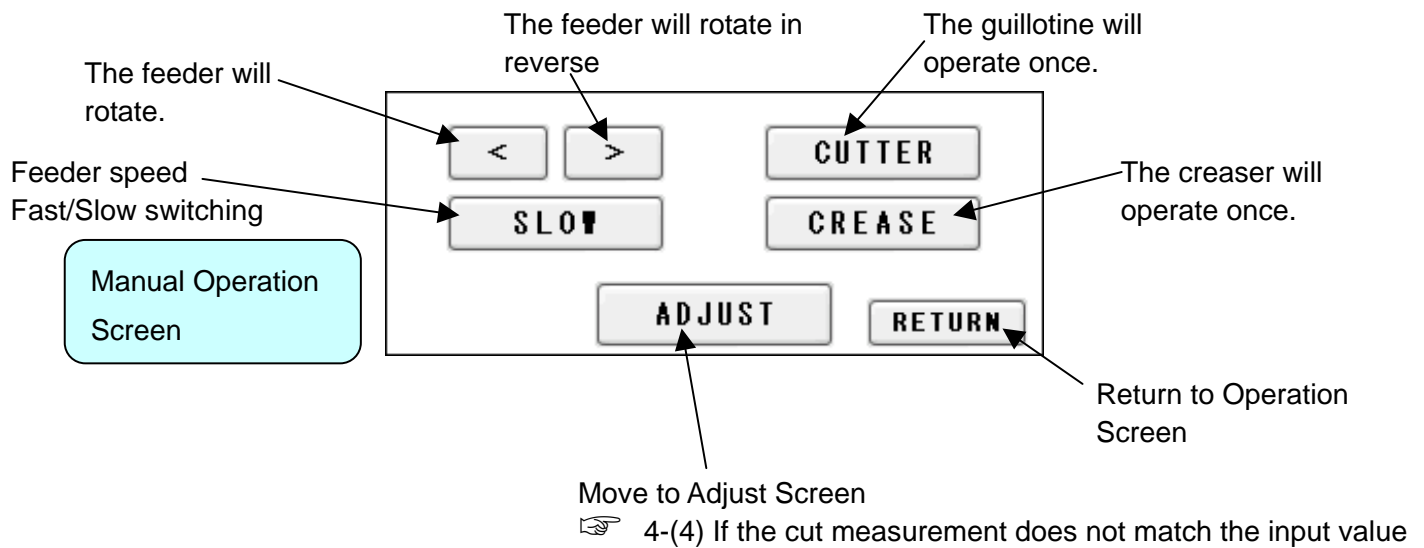 The feeder will rotate in
reverse
The guillotine will
operate once.
The feeder will
rotate.
< > CUTTER
Feeder speed
Fast/Slow switching
The creaser will
operate once.
SLOW CREASE
Manual Operation
Screen
ADJUST RETURN
Return to Operation
Screen
Move to Adjust Screen
☞ 4-(4) If the cut measurement does not match the input value